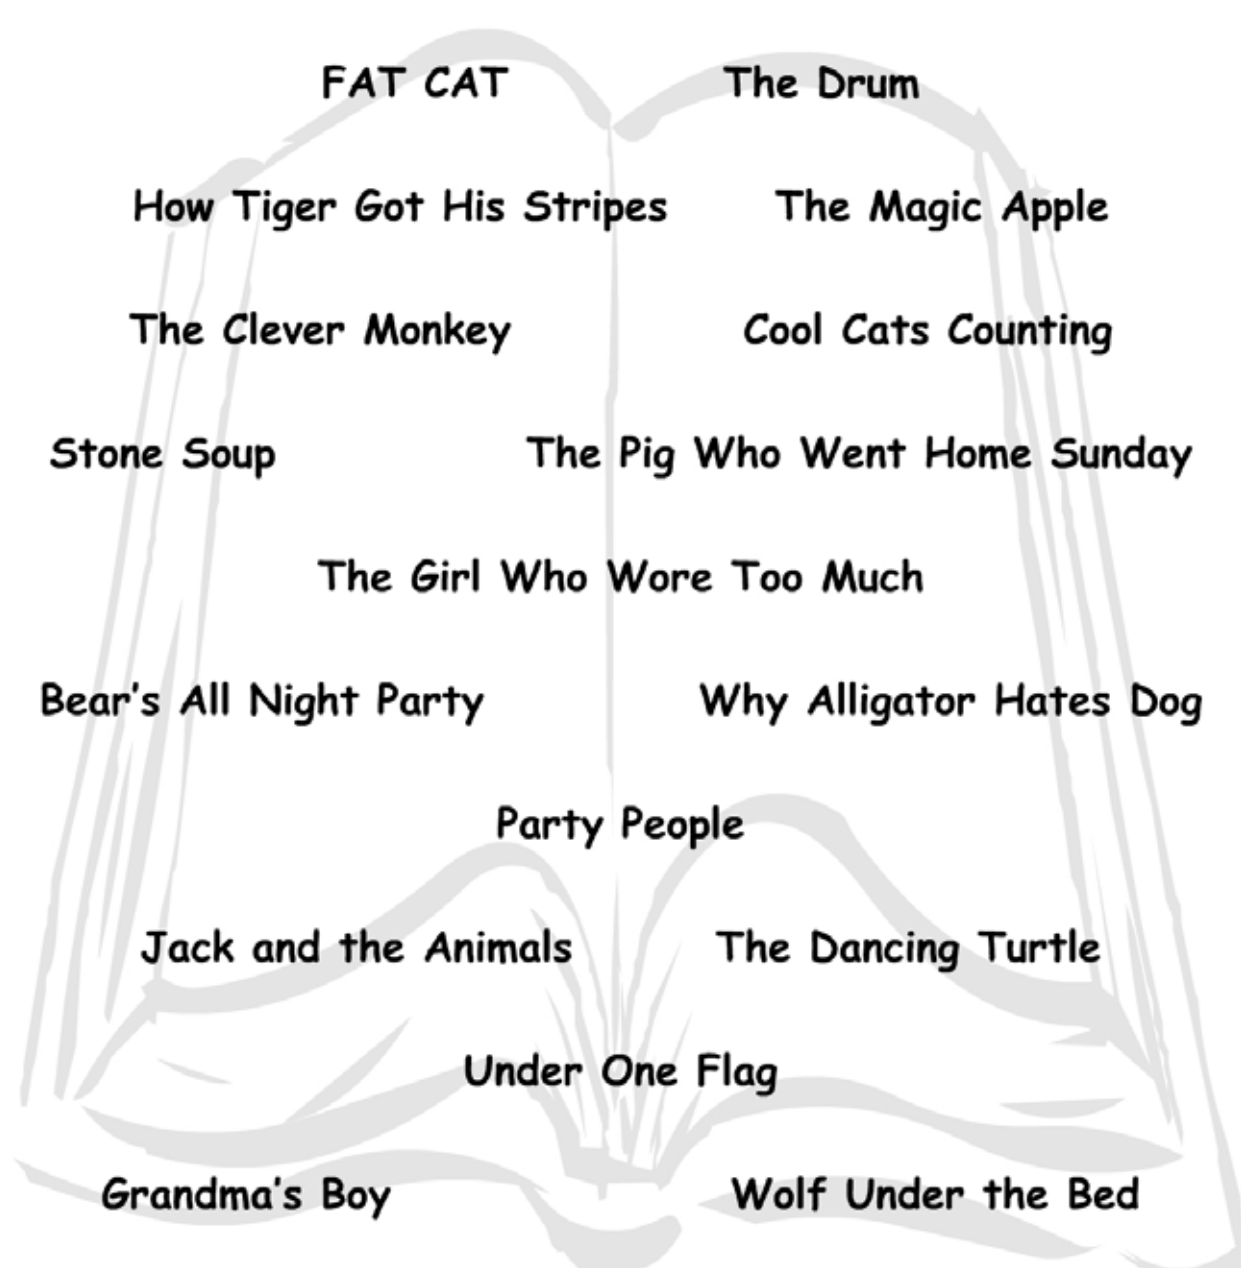 FAT CAT The Drum
How Tiger Got His Stripes The Magic Apple
The Clever Monkey Cool Cats Counting
Stone Soup The Pig Who Went Home Sunday
The Girl Who Wore Too Much
Bear's All Night Party Why Alligator Hates Dog
Party People
Jack and the Animals The Dancing Turtle
Under One Flag
Grandma's Boy Wolf Under the Bed